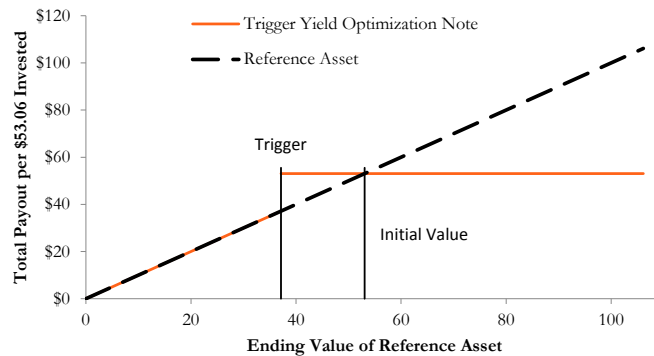 $120
$100
$80
$60
$40
$20
$0
Total Payout per $53.06 Invested
Trigger Yield Optimization Note
Reference Asset
Trigger
Initial Value
0 20 40 60 80 100
Ending Value of Reference Asset